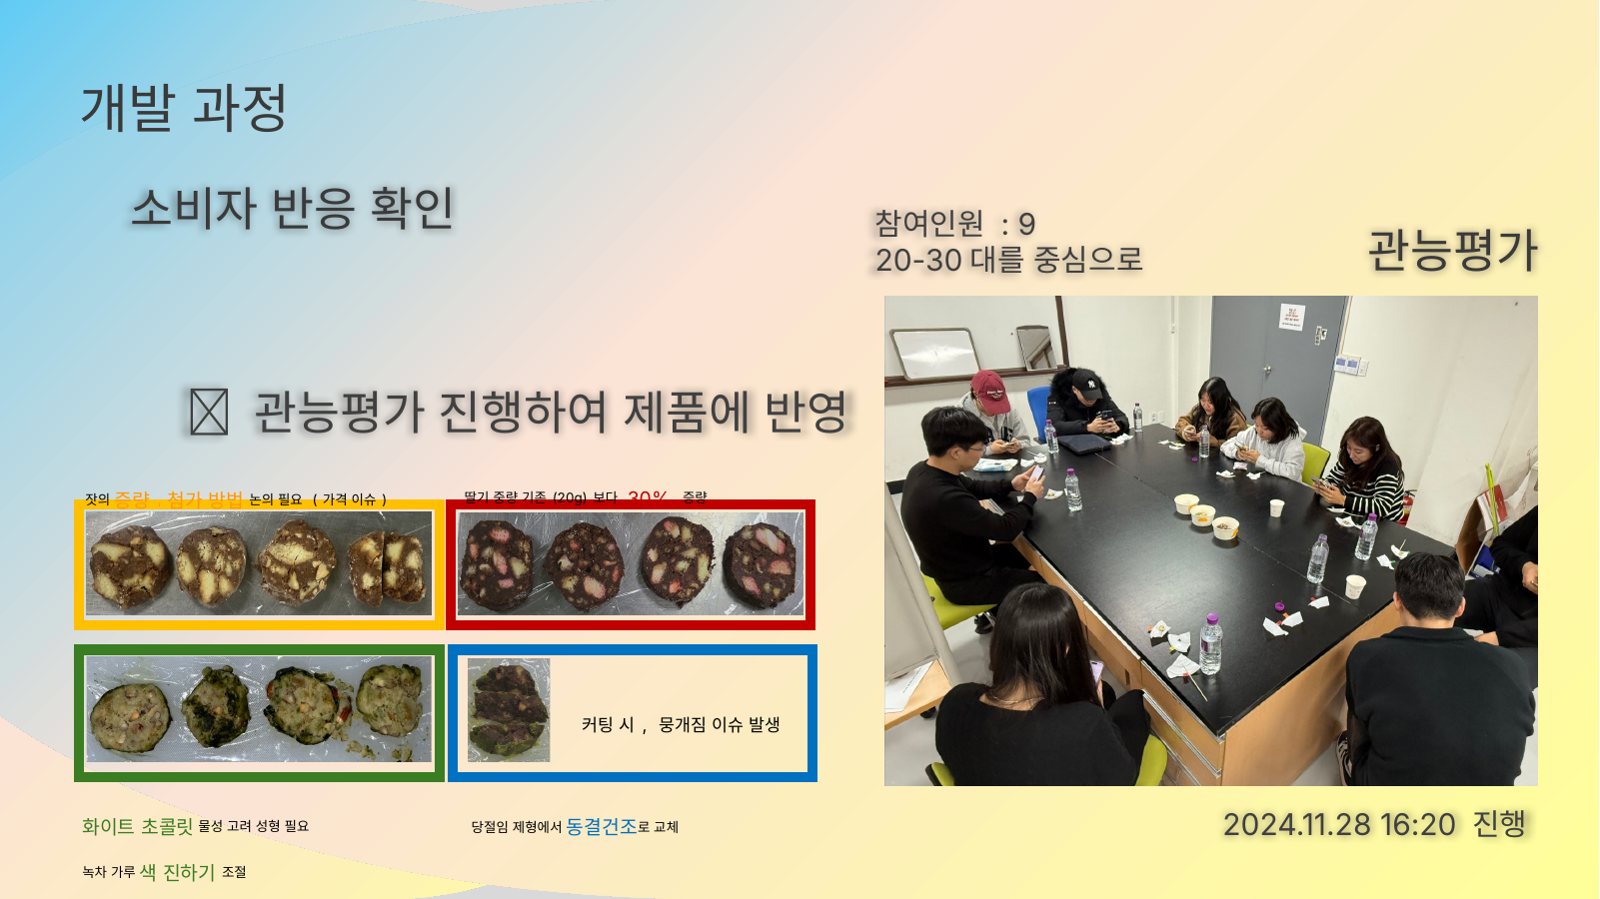 개발 과정
소비자 반응 확인
참여인원 : 9
20-30 대를 중심으로
관능평가
관능평가 진행하여 제품에 반영
잣의 증량 . 첨가 방법 논의 필요 ( 가격 이슈 )
딸기 중량 기존 (20g) 보다 30% 증량
커팅 시 , 뭉개짐 이슈 발생
화이트 초콜릿 물성 고려 성형 필요
당절임 제형에서 동결건조로 교체
녹차 가루 색 진하기 조절
2024.11.28 16:20 진행